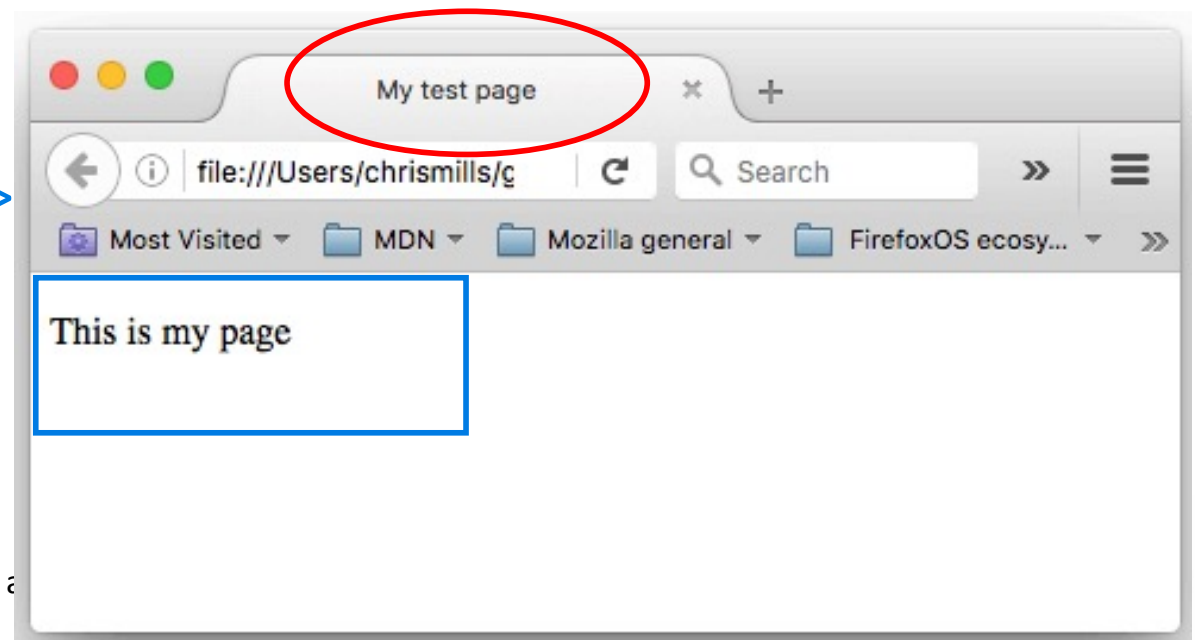 My test page
file:///Users/chrismills/g
Search
>
Most Visited MDN Mozilla general FirefoxOS ecosy...
This is my page
a